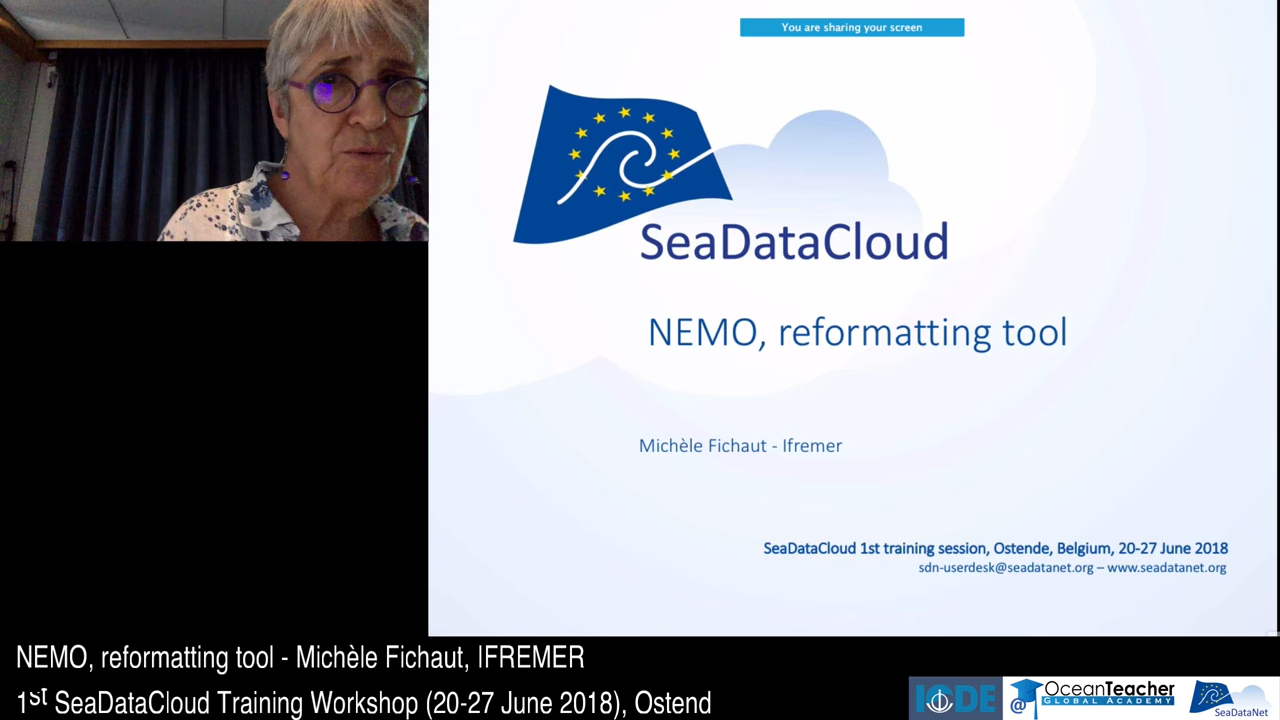 You are sharing your screen
SeaDataCloud
NEMO, reformatting tool
Michèle Fichaut - Ifremer
SeaDataCloud 1st training session, Ostende, Belgium, 20-27 June 2018
sdn-userdesk@seadatanet.org – www.seadatanet.org
NEMO, reformatting tool - Michèle Fichaut, IFREMER
1st SeaDataCloud Training Workshop (20-27 June 2018), Ostend
IODE
@ OceanTeacher
GLOBAL ACADEMY
SeaDataNet